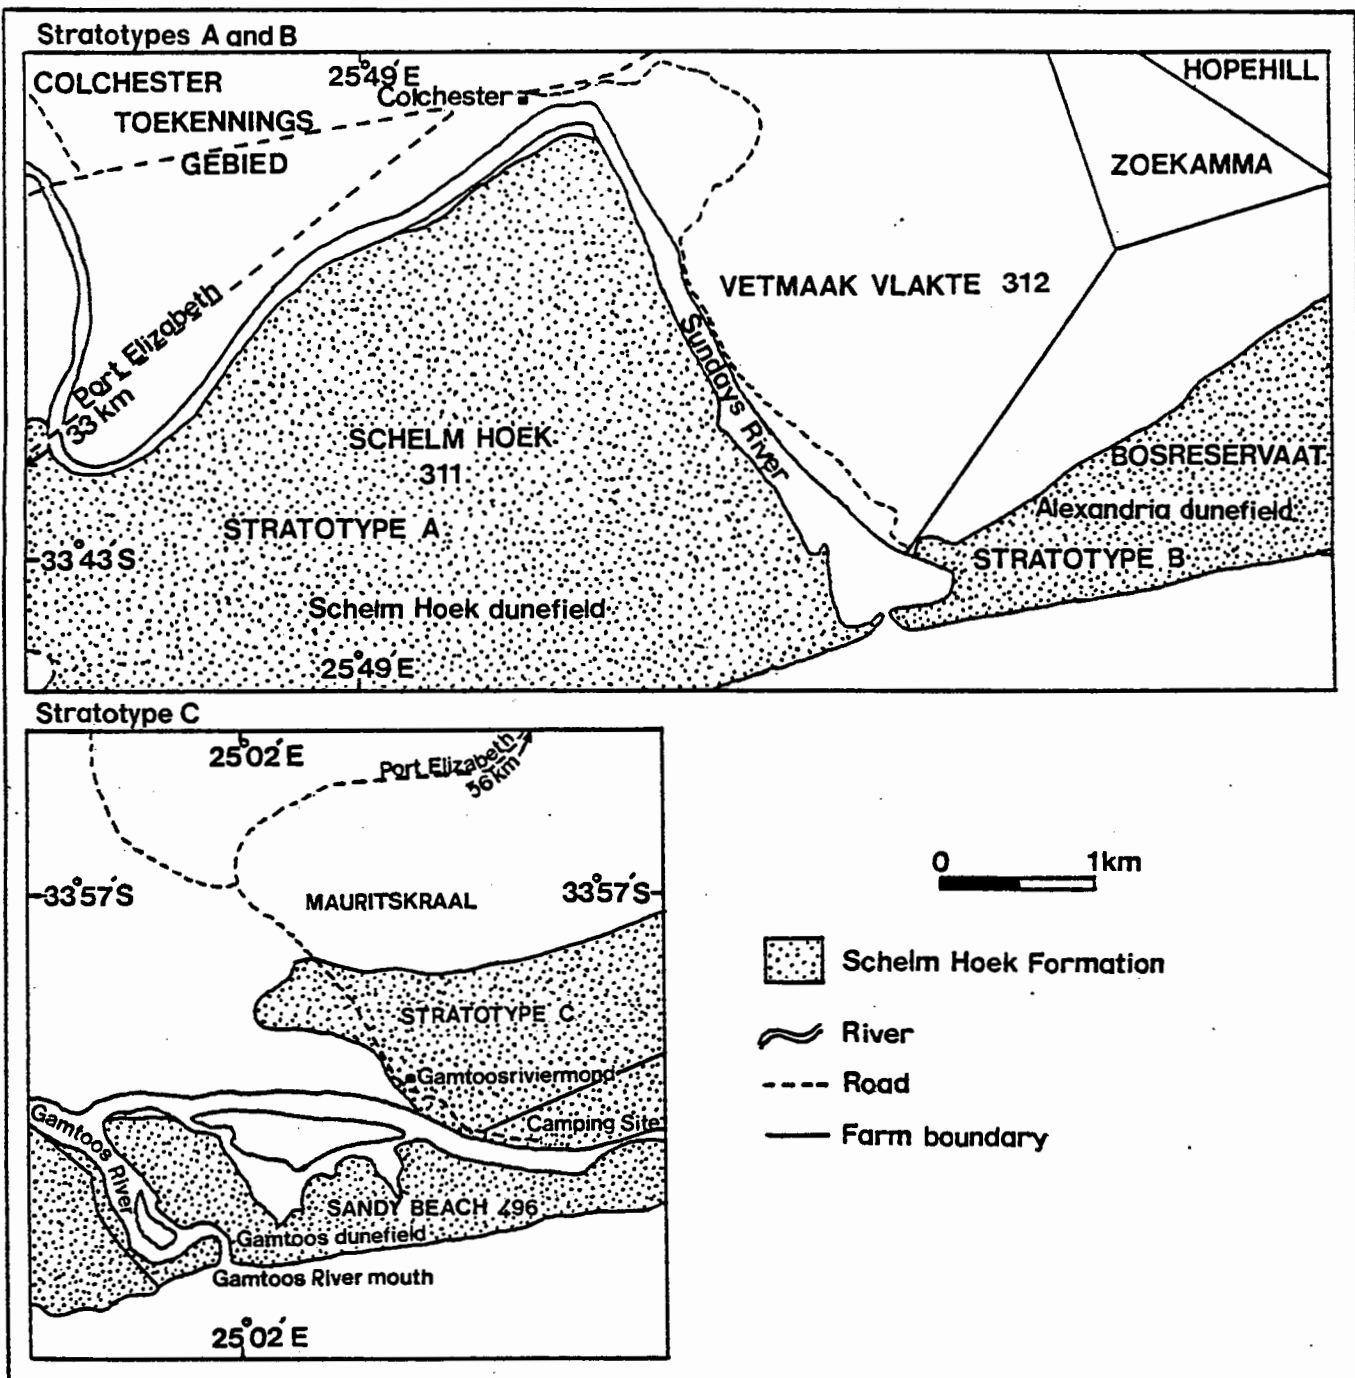 Stratotypes A and B
25°49´E
HOPEHILL
COLCHESTER
Colchester
TOEKENNINGS
GEBIED
ZOEKAMMA
VETMAAK VLAKTE 312
Port Elizabeth
33 km
Sundays River
SCHELM HOEK
311
BOSRESERVAAT
Alexandria dunefield
STRATOTYPE A
33°43´S
STRATOTYPE B
Schelm Hoek dunefield
25°49´E
Stratotype C
25°02´E
Port Elizabeth
56km
33°57´S
MAURITSKRAAL
33°57´S
STRATOTYPE C
Gamtoosriviermond
Camping Site
Gamtoos River
SANDY BEACH 496
Gamtoos dunefield
Gamtoos River mouth
25°02´E
0 1km
Schelm Hoek Formation
River
Road
Farm boundary